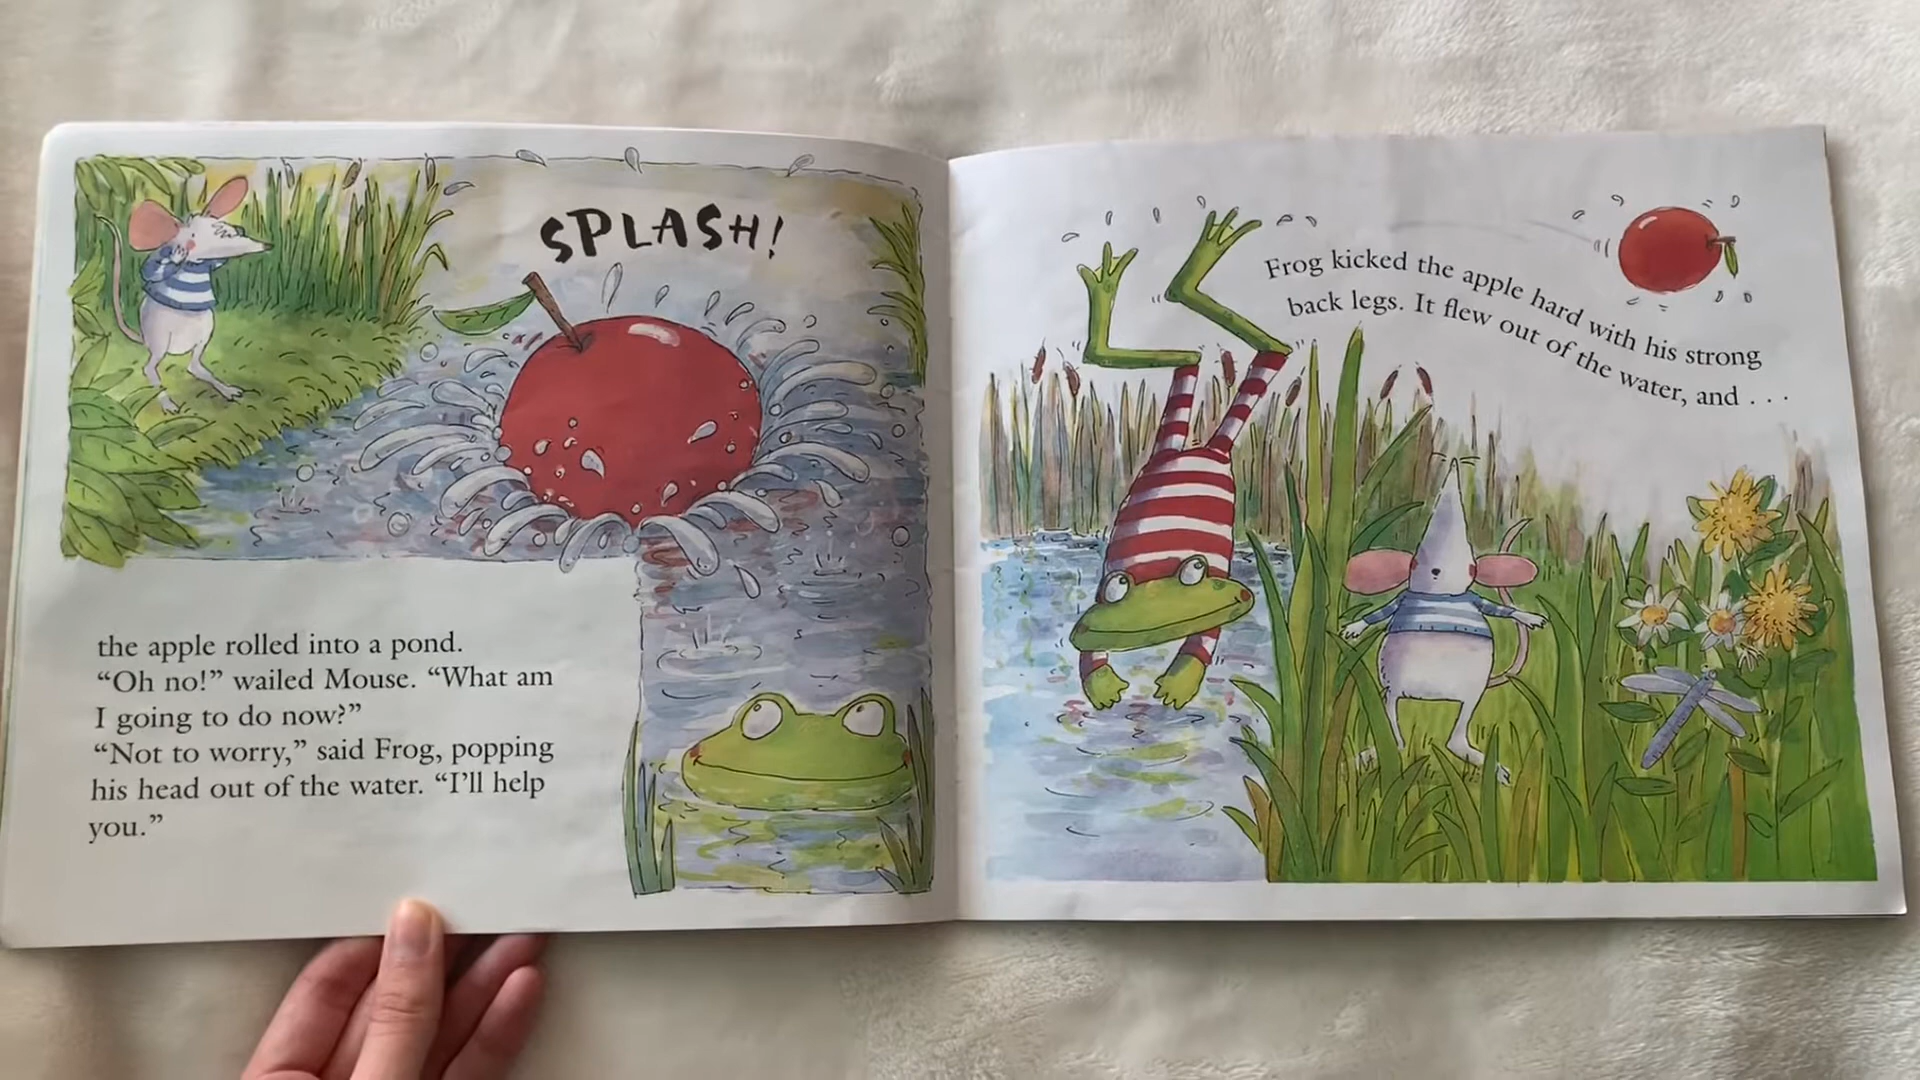 SPLASH!
the apple rolled into a pond.
“Oh no!” wailed Mouse. “What am
I going to do now?”
“Not to worry,” said Frog, popping
his head out of the water. “I’ll help
you.”
Frog kicked the apple hard with his strong
back legs. It flew out of the water, and . . .